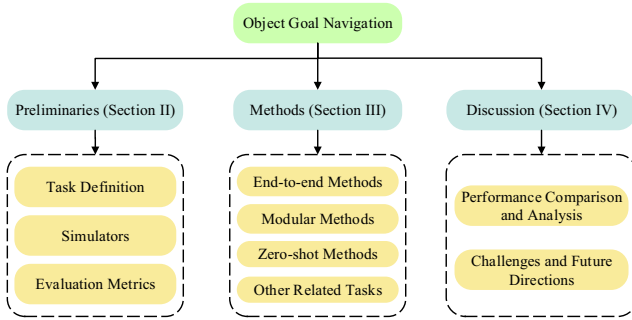 Object Goal Navigation
Preliminaries (Section II)
Methods (Section III)
Discussion (Section IV)
Task Definition
Simulators
Evaluation Metrics
End-to-end Methods
Modular Methods
Zero-shot Methods
Other Related Tasks
Performance Comparison
and Analysis
Challenges and Future
Directions